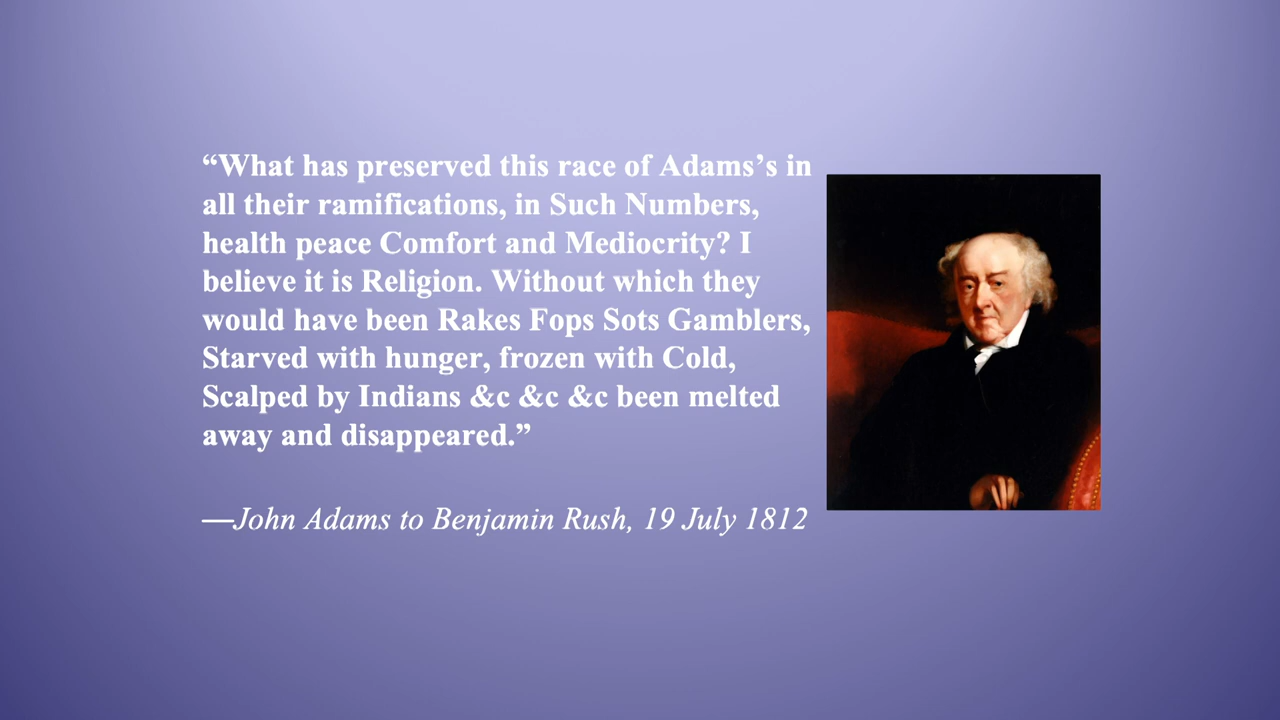 “What has preserved this race of Adams’s in
all their ramifications, in Such Numbers,
health peace Comfort and Mediocrity? I
believe it is Religion. Without which they
would have been Rakes Fops Sots Gamblers,
Starved with hunger, frozen with Cold,
Scalped by Indians &c &c &c been melted
away and disappeared.”
—John Adams to Benjamin Rush, 19 July 1812